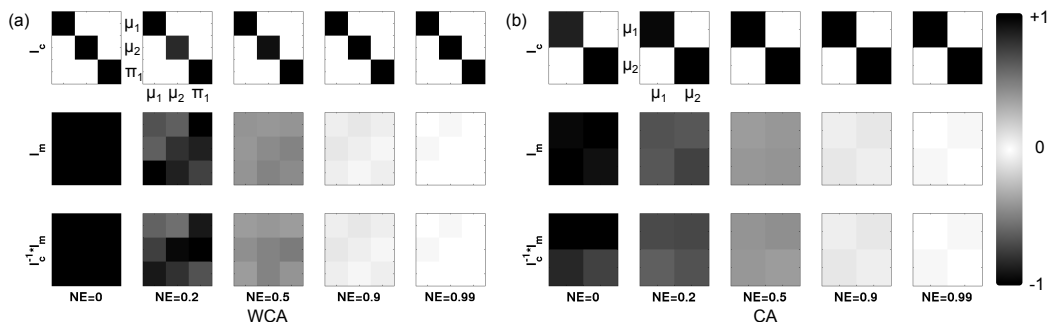 (a)
I_c
μ₁
μ₂
π₁
μ₁ μ₂ π₁
I_m
I_c⁻¹*I_m
NE=0 NE=0.2 NE=0.5 NE=0.9 NE=0.99
WCA
(b)
I_c
μ₁
μ₂
μ₁ μ₂
I_m
I_c⁻¹*I_m
NE=0 NE=0.2 NE=0.5 NE=0.9 NE=0.99
CA
+1
0
-1